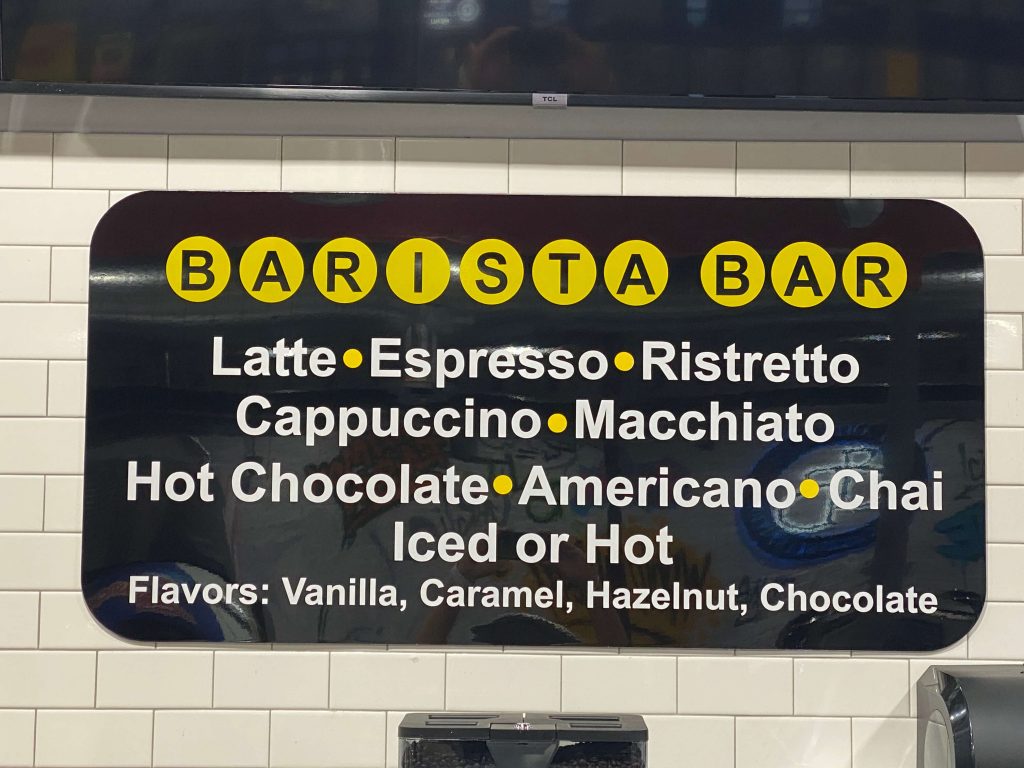 TCL
BARISTA BAR
Latte•Espresso•Ristretto
Cappuccino•Macchiato
Hot Chocolate•Americano•Chai
Iced or Hot
Flavors: Vanilla, Caramel, Hazelnut, Chocolate